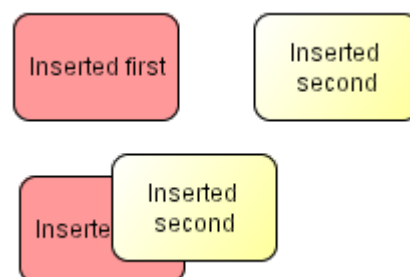 Inserted first
Inserted
second
Inserte
Inserted
second